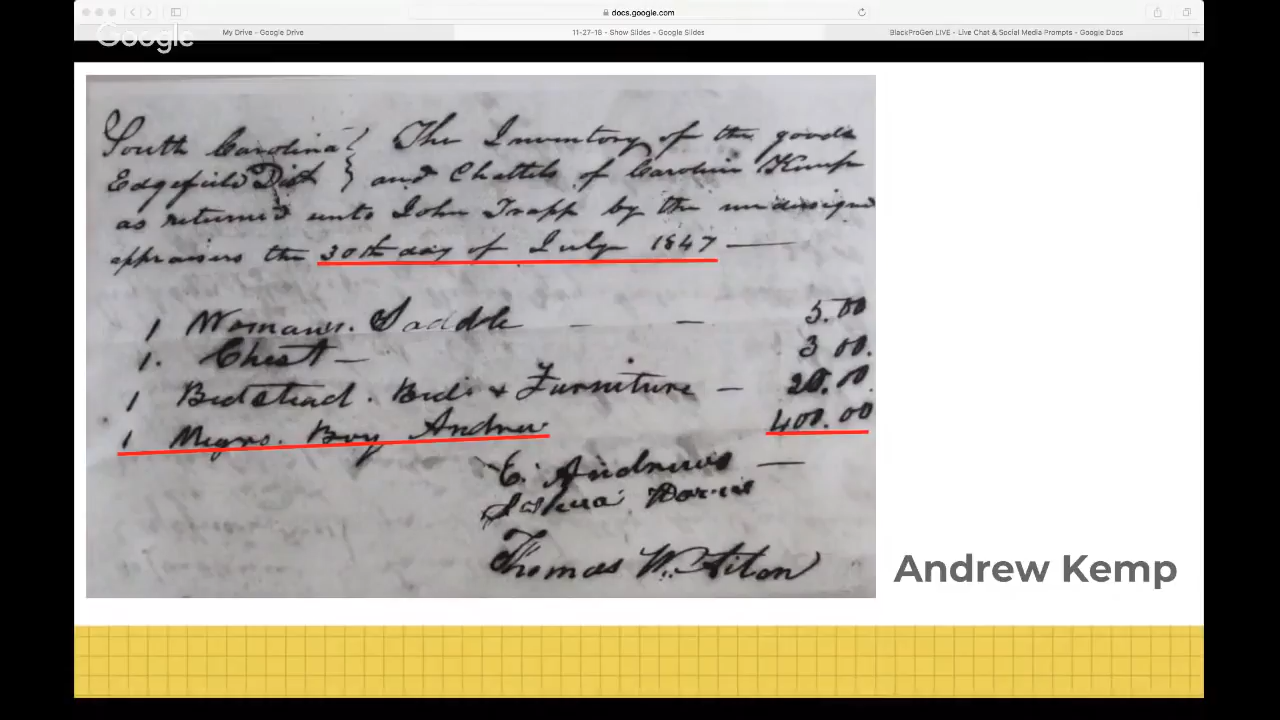 docs.google.com
Google
My Drive - Google Drive
11-27-16 - Show Slides - Google Slides
BlackProGen LIVE - Live Chat & Social Media Prompts - Google Docs
South Carolina } The Inventory of the goods
Edgefield Dist } and Chattels of Caroline Kemp
as returned unto John Trapp by the undersigned
appraisers the 30th day of July 1847 —
1 Womans. Saddle - - 5.00
1. Chest - 3 00.
1 Bedstead. Beds + Furniture - 20.00.
1 Negro. Boy Andrew 400.00
E. Andrews —
Joshua
Thomas W. Aiton
Andrew Kemp